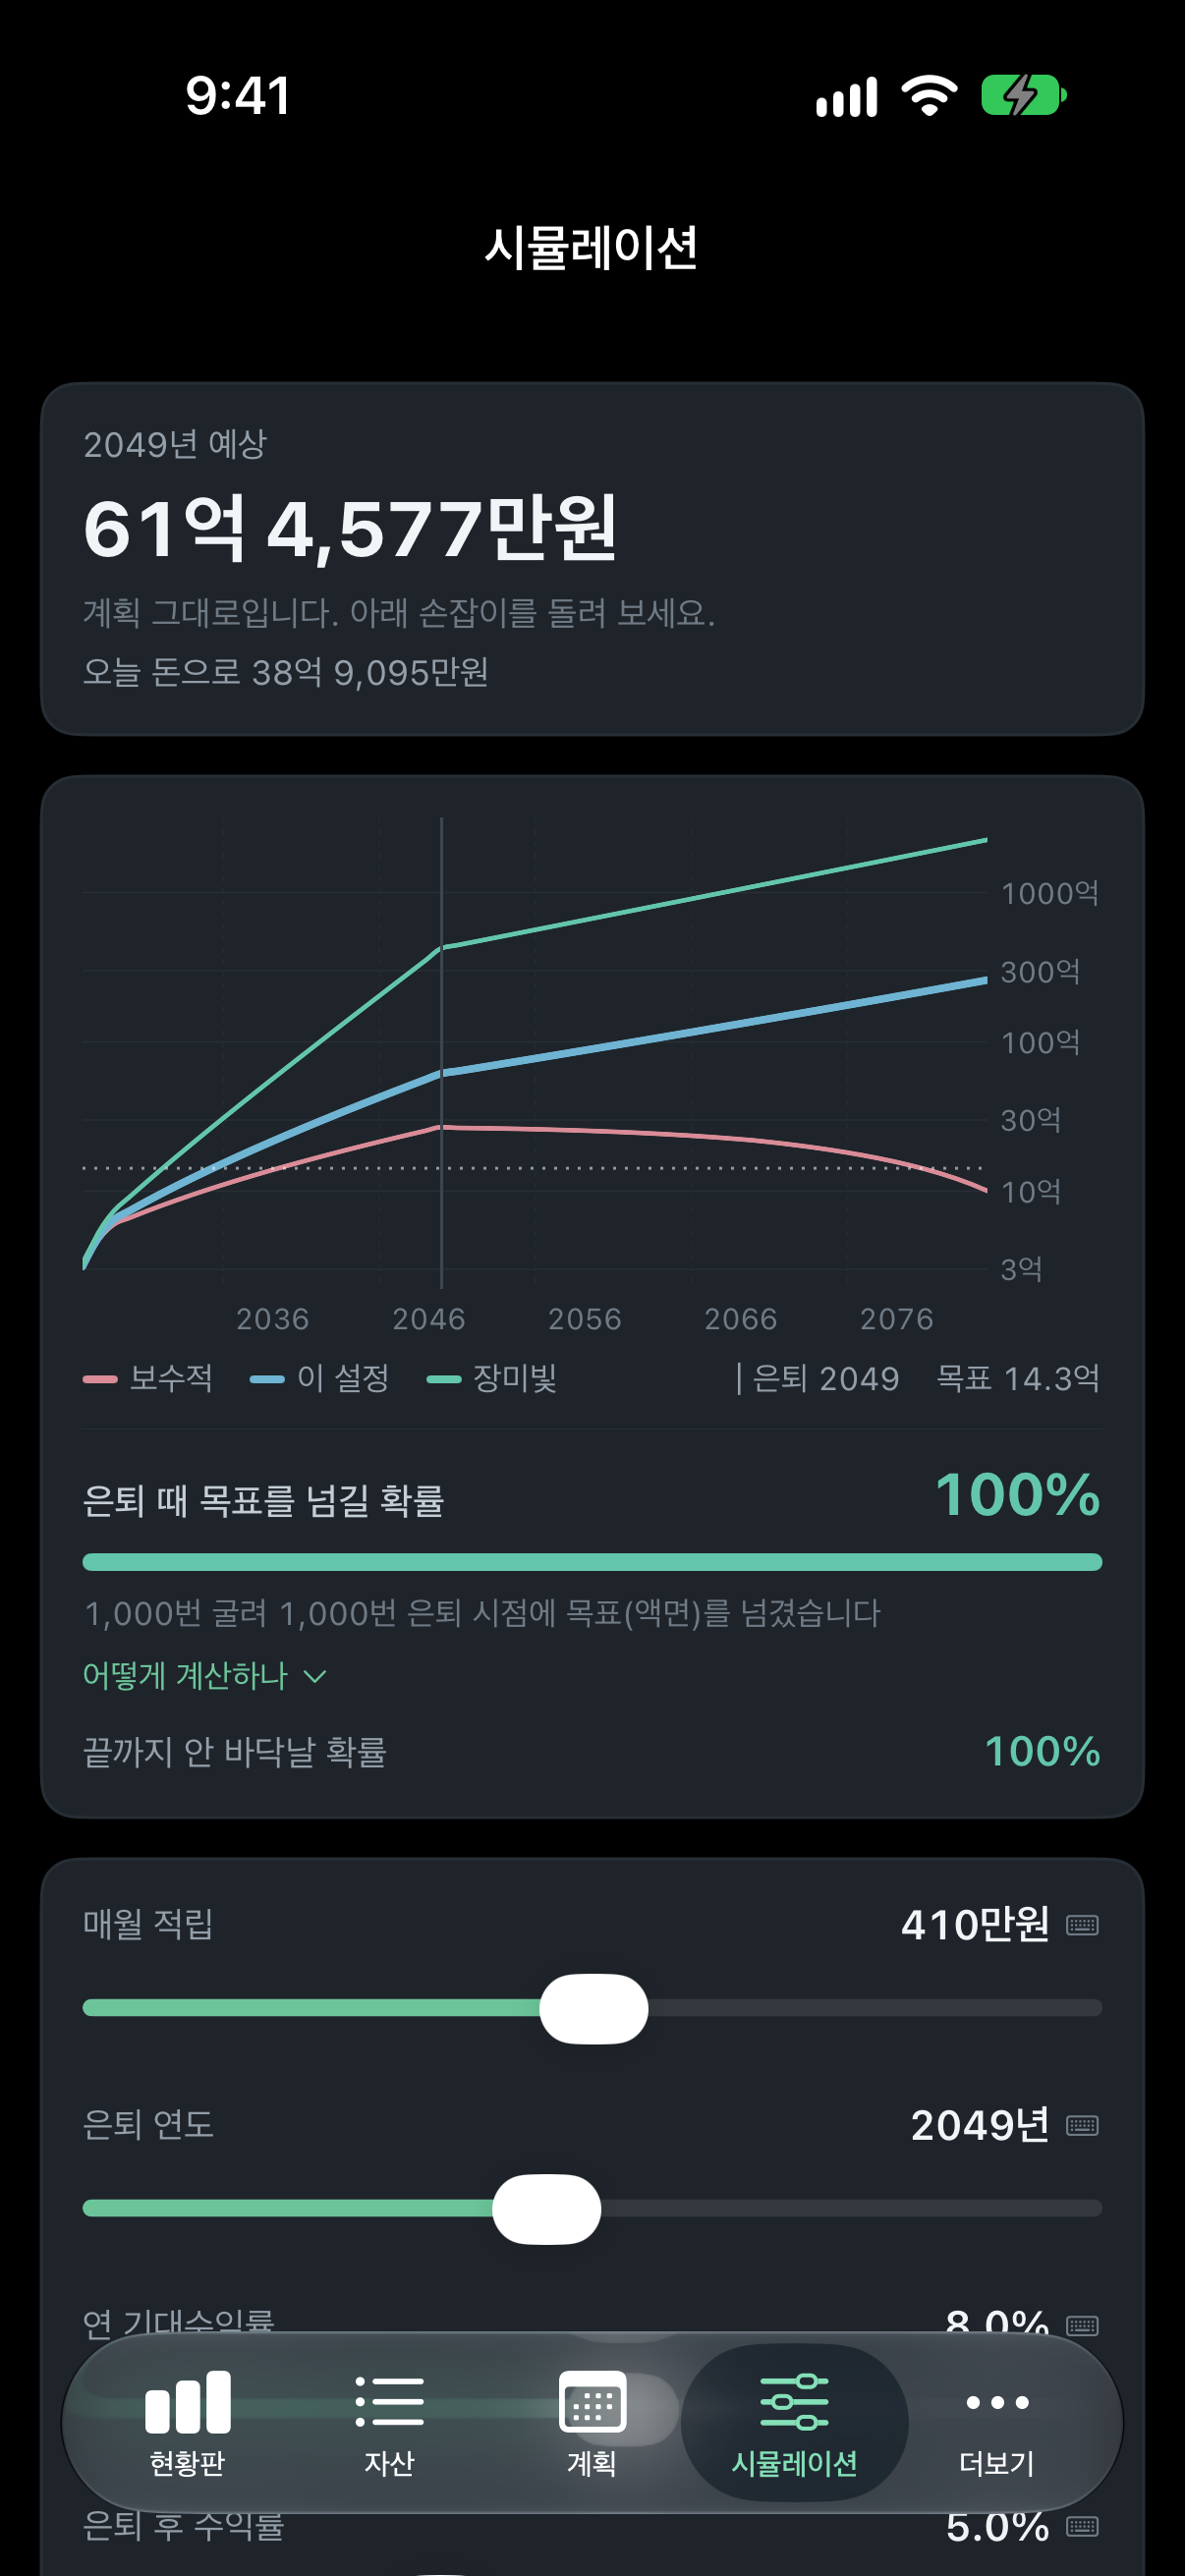 9:41
시뮬레이션
2049년 예상
61억 4,577만원
계획 그대로입니다. 아래 손잡이를 돌려 보세요.
오늘 돈으로 38억 9,095만원
1000억
300억
100억
30억
10억
3억
2036 2046 2056 2066 2076
보수적 이 설정 장미빛 | 은퇴 2049 목표 14.3억
은퇴 때 목표를 넘길 확률 100%
1,000번 굴려 1,000번 은퇴 시점에 목표(액면)를 넘겼습니다
어떻게 계산하나
끝까지 안 바닥날 확률 100%
매월 적립 410만원
은퇴 연도 2049년
연 기대수익률 8.0%
현황판 자산 계획 시뮬레이션 더보기
은퇴 후 수익률 5.0%